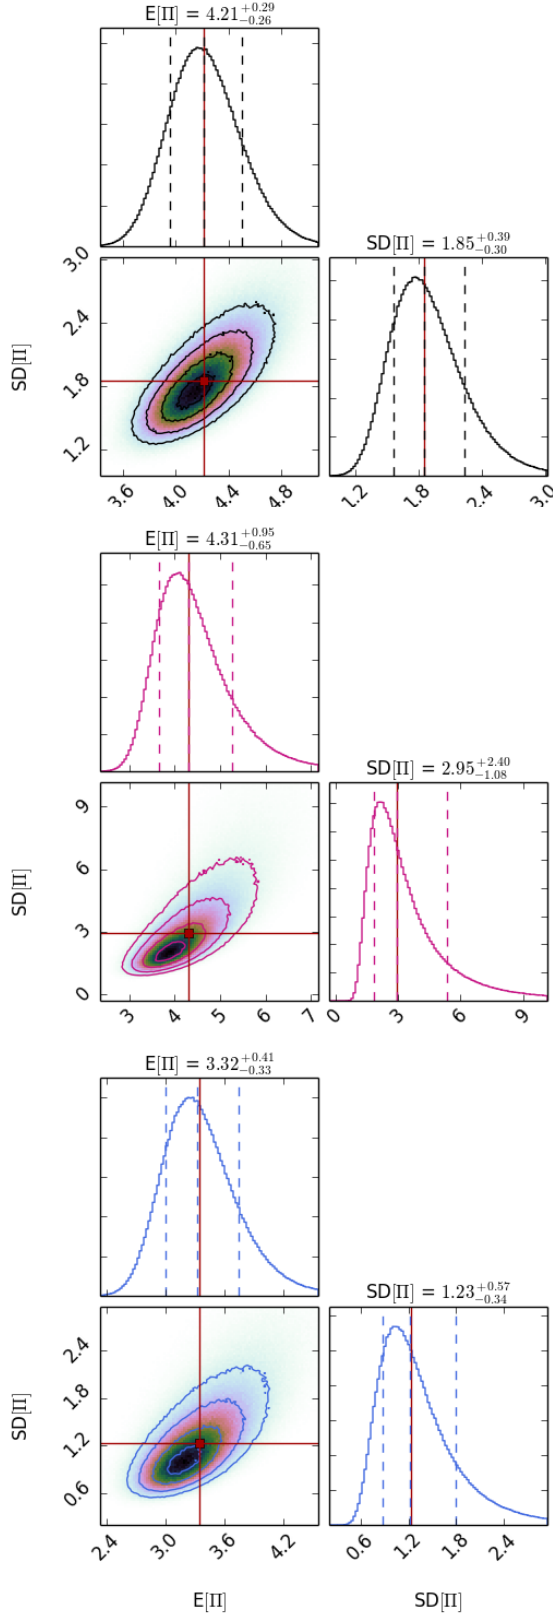 E[Π] = 4.21^{+0.29}_{-0.26}
SD[Π] = 1.85^{+0.39}_{-0.30}
SD[Π]
3.0
2.4
1.8
1.2
3.6 4.0 4.4 4.8
1.2 1.8 2.4 3.0
E[Π] = 4.31^{+0.95}_{-0.65}
SD[Π] = 2.95^{+2.40}_{-1.08}
SD[Π]
9
6
3
0
3 4 5 6 7
0 3 6 9
E[Π] = 3.32^{+0.41}_{-0.33}
SD[Π] = 1.23^{+0.57}_{-0.34}
SD[Π]
2.4
1.8
1.2
0.6
2.4 3.0 3.6 4.2
0.6 1.2 1.8 2.4
E[Π] SD[Π]